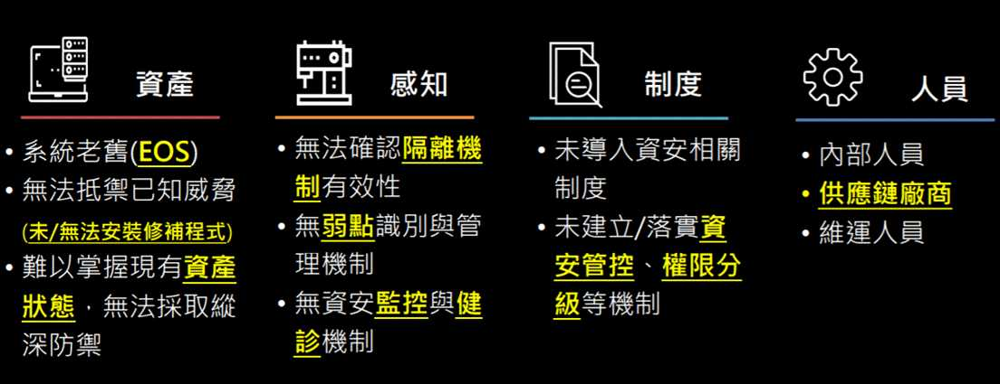 資產
• 系統老舊(EOS)
• 無法抵禦已知威脅
(未/無法安裝修補程式)
• 難以掌握現有資產
狀態，無法採取縱
深防禦
感知
• 無法確認隔離機
制有效性
• 無弱點識別與管
理機制
• 無資安監控與健
診機制
制度
• 未導入資安相關
制度
• 未建立/落實資
安管控、權限分
級等機制
人員
• 內部人員
• 供應鏈廠商
• 維運人員